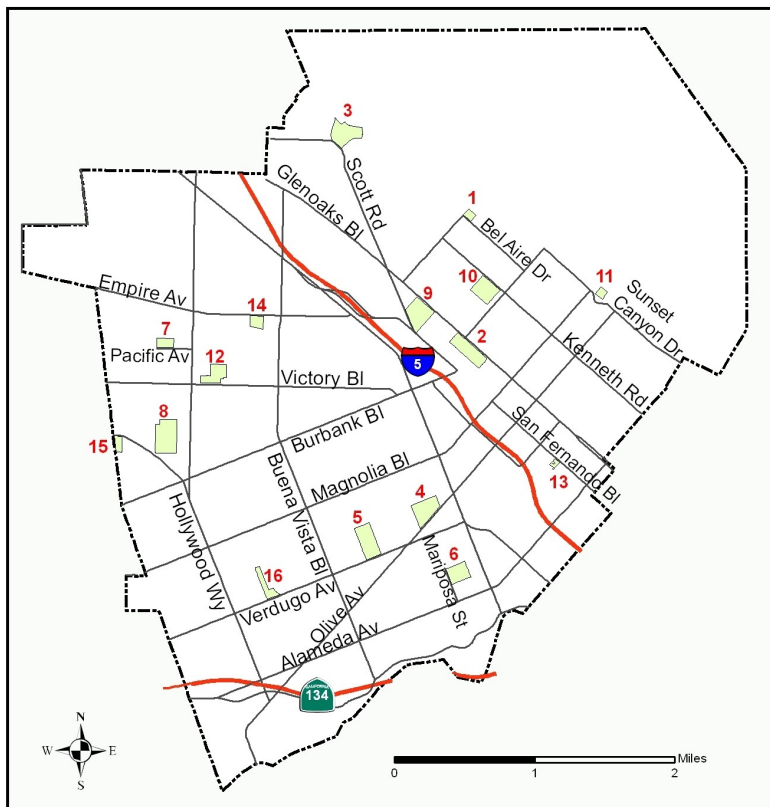 3
Scott Rd
Glenoaks Bl
1
Bel Aire Dr
10
11
Sunset
Canyon Dr
Empire Av
14
9
2
7
Pacific Av
12
Kenneth Rd
5
Victory Bl
8
15
Burbank Bl
San Fernando Bl
Magnolia Bl
13
Buena Vista Bl
Hollywood Wy
4
5
Mariposa St
6
16
Verdugo Av
Olive Av
Alameda Av
CALIFORNIA
134
N
W E
S
Miles
0 1 2